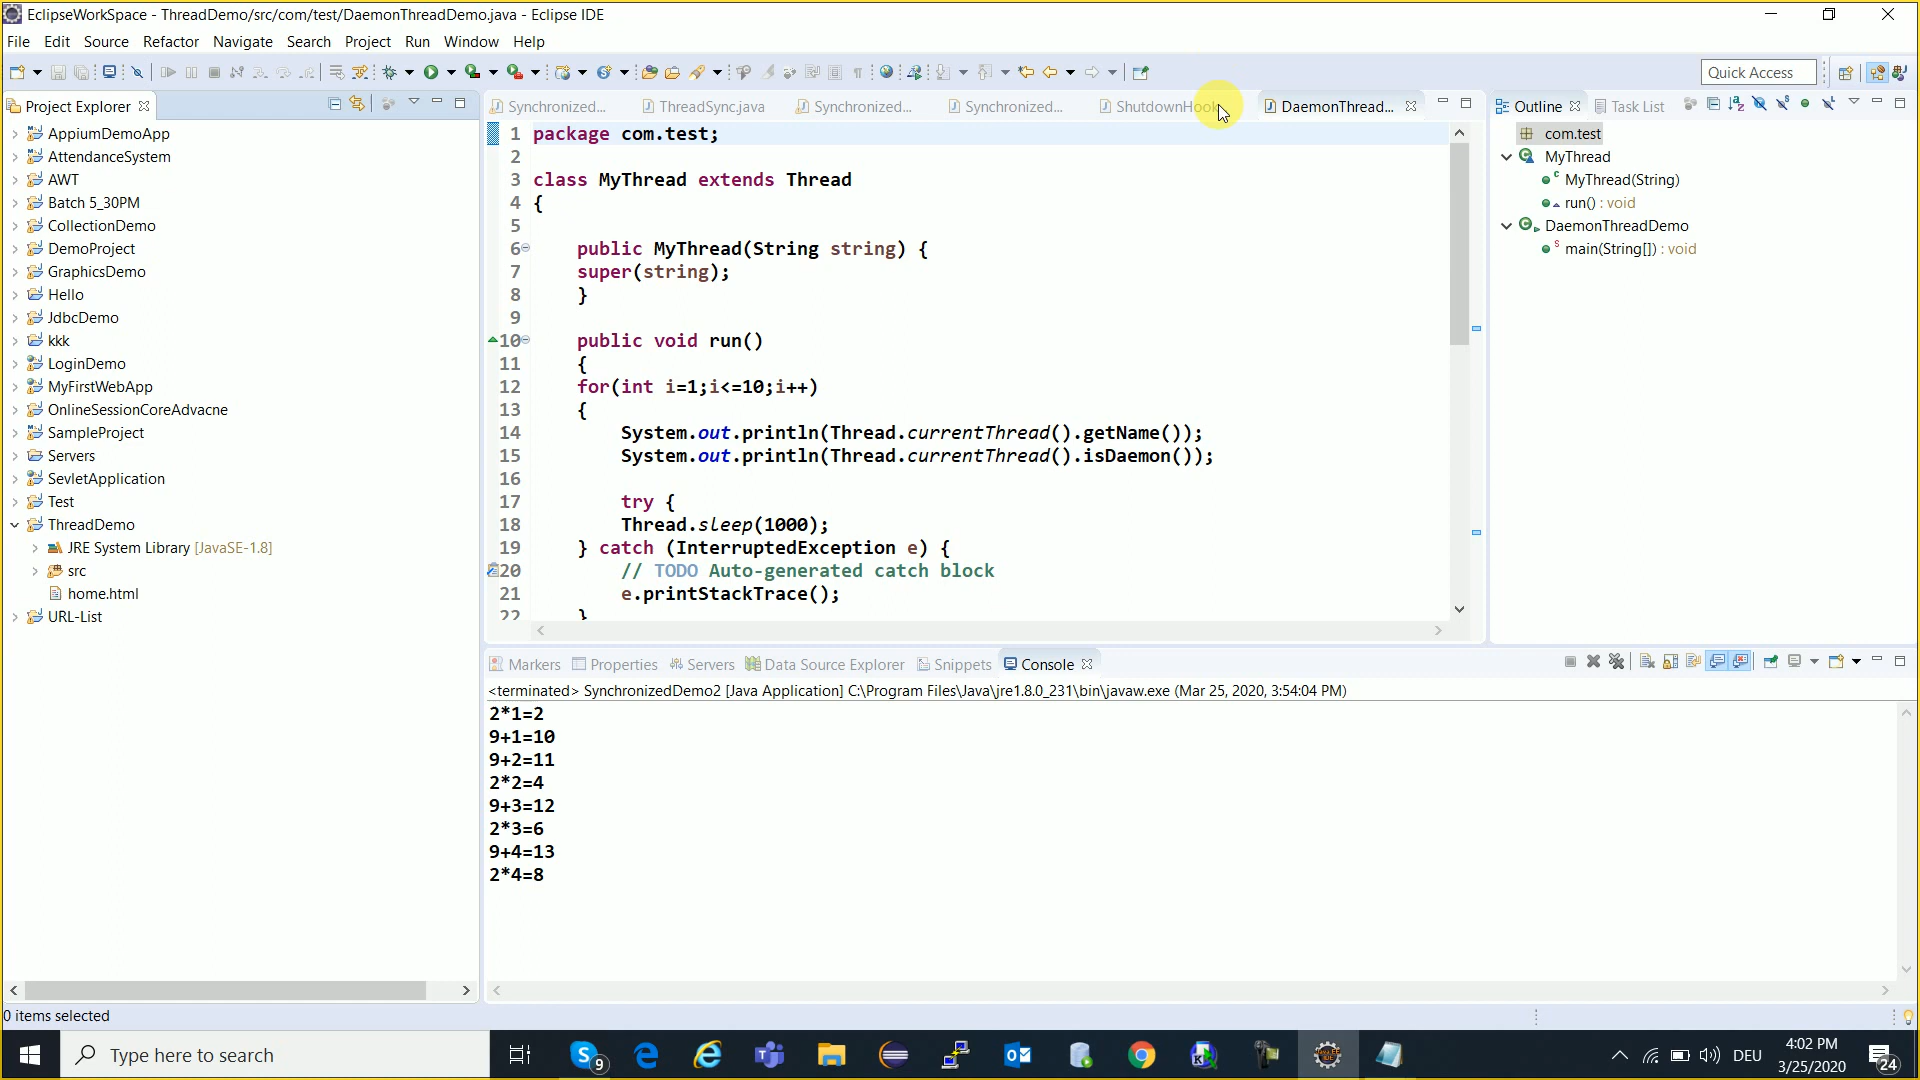 EclipseWorkSpace - ThreadDemo/src/com/test/DaemonThreadDemo.java - Eclipse IDE
File Edit Source Refactor Navigate Search Project Run Window Help
Quick Access
Project Explorer
AppiumDemoApp
AttendanceSystem
AWT
Batch 5_30PM
CollectionDemo
DemoProject
GraphicsDemo
Hello
JdbcDemo
kkk
LoginDemo
MyFirstWebApp
OnlineSessionCoreAdvacne
SampleProject
Servers
SevletApplication
Test
ThreadDemo
JRE System Library [JavaSE-1.8]
src
home.html
URL-List
Synchronized... ThreadSync.java Synchronized... Synchronized... ShutdownHook DaemonThread...
1 package com.test;
2
3 class MyThread extends Thread
4 {
5
6 public MyThread(String string) {
7 super(string);
8 }
9
10 public void run()
11 {
12 for(int i=1;i<=10;i++)
13 {
14 System.out.println(Thread.currentThread().getName());
15 System.out.println(Thread.currentThread().isDaemon());
16
17 try {
18 Thread.sleep(1000);
19 } catch (InterruptedException e) {
20 // TODO Auto-generated catch block
21 e.printStackTrace();
22 }
Outline Task List
com.test
MyThread
MyThread(String)
run() : void
DaemonThreadDemo
main(String[]) : void
Markers Properties Servers Data Source Explorer Snippets Console
<terminated> SynchronizedDemo2 [Java Application] C:\Program Files\Java\jre1.8.0_231\bin\javaw.exe (Mar 25, 2020, 3:54:04 PM)
2*1=2
9+1=10
9+2=11
2*2=4
9+3=12
2*3=6
9+4=13
2*4=8
0 items selected
Type here to search
9
DEU
4:02 PM
3/25/2020
24